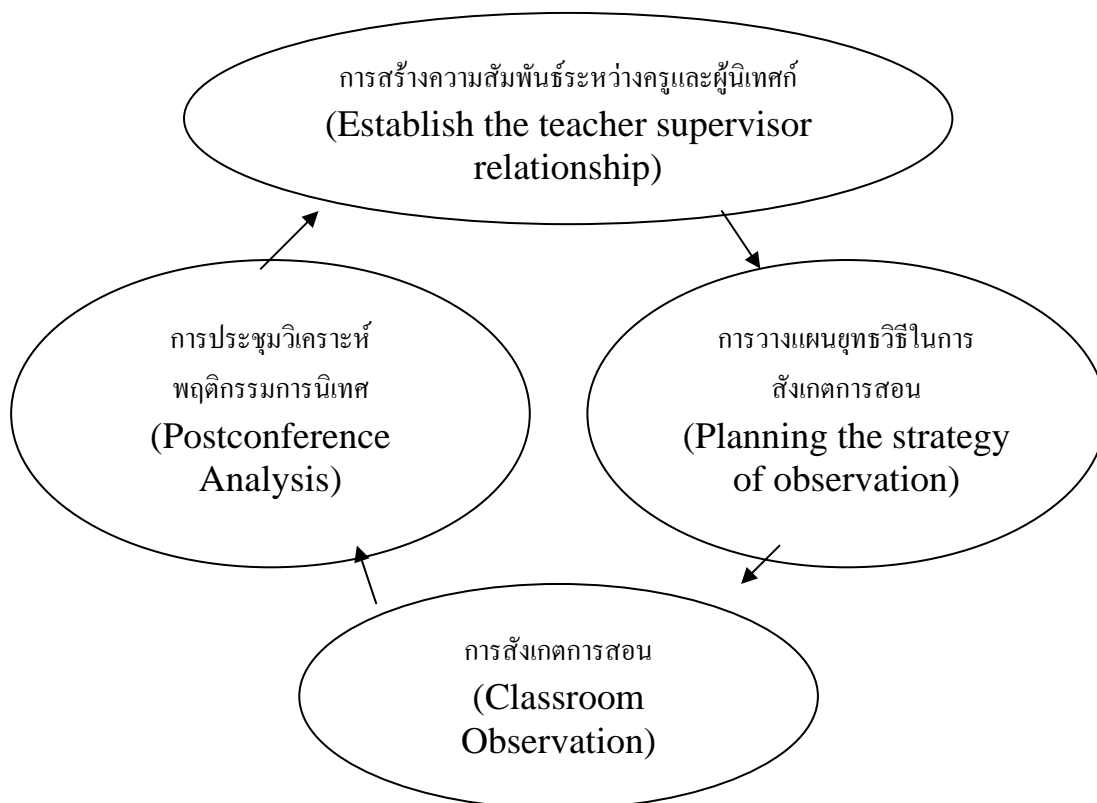 การสร้างความสัมพันธ์ระหว่างครูและผู้นิเทศก์
(Establish the teacher supervisor
relationship)
การประชุมวิเคราะห์
พฤติกรรมการนิเทศ
(Postconference
Analysis)
การวางแผนยุทธวิธีในการ
สังเกตการสอน
(Planning the strategy
of observation)
การสังเกตการสอน
(Classroom
Observation)